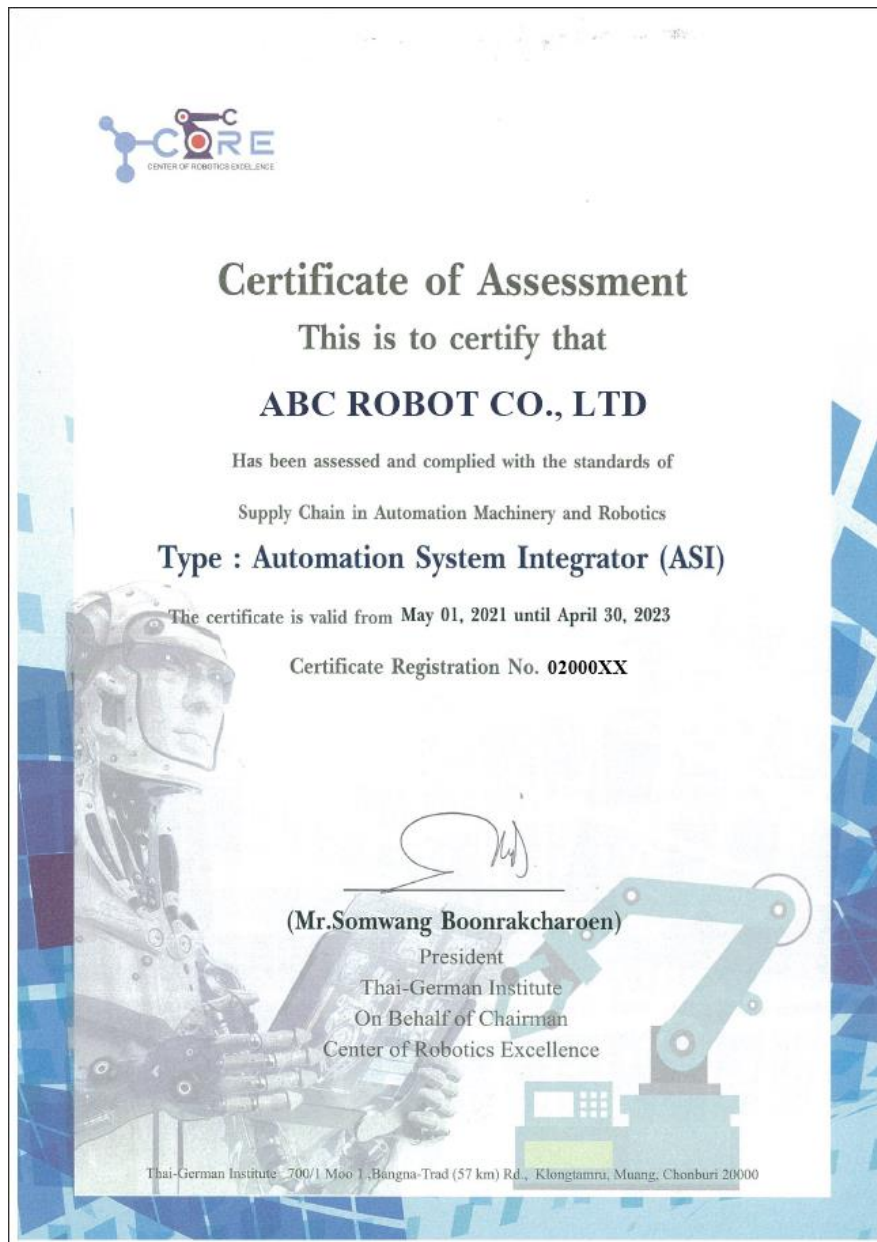 CORE
CENTER OF ROBOTICS EXCELLENCE
Certificate of Assessment
This is to certify that
ABC ROBOT CO., LTD
Has been assessed and complied with the standards of
Supply Chain in Automation Machinery and Robotics
Type : Automation System Integrator (ASI)
The certificate is valid from May 01, 2021 until April 30, 2023
Certificate Registration No. 02000XX
(Mr.Somwang Boonrakcharoen)
President
Thai-German Institute
On Behalf of Chairman
Center of Robotics Excellence
Thai-German Institute 700/1 Moo 1 ,Bangna-Trad (57 km) Rd., Klongtamru, Muang, Chonburi 20000